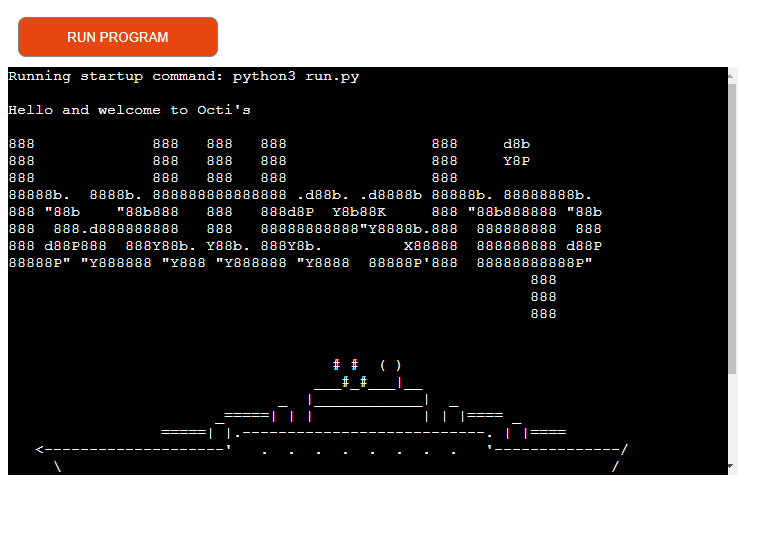 RUN PROGRAM
Running startup command: python3 run.py
Hello and welcome to Octi's
888             888   888   888                888     d8b
888             888   888   888                888     Y8P
888             888   888   888                888
88888b.  8888b. 888888888888888 .d88b. .d8888b 88888b. 88888888b.
888 "88b    "88b888   888   888d8P  Y8b88K     888 "88b888888 "88b
888  888.d888888888   888   88888888888"Y8888b.888  888888888  888
888 d88P888  888Y88b. Y88b. 888Y8b.         X88888  888888888 d88P
88888P" "Y888888 "Y888 "Y888888 "Y8888  88888P'888  88888888888P"
                                                          888
                                                          888
                                                          888
                                    # #  ( )
                                  ___#_#___|__
                              _  |____________|  _
                       _=====| | |            | | |==== _
                 =====| |.---------------------------. | |====
   <--------------------'   .  .  .  .  .  .  .  .   '--------------/
     \                                                             /